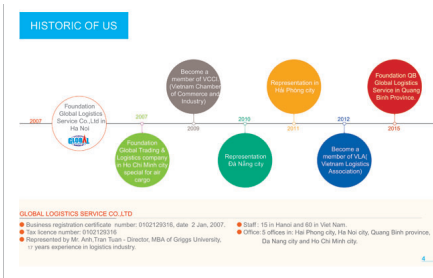 HISTORIC OF US
Become a
member of VCCI
(Vietnam Chamber
of Commerce and
Industry)
Representation in
Hải Phòng city
Foundation QB
Global Logistics
Service in Quang
Binh Province.
2007
Foundation
Global Logistics
Service Co.,Ltd in
Ha Noi
GLOBAL
2007
2009
2010
2011
2012
2015
Foundation
Global Trading &
Logistics company
in Ho Chi Minh city
special for air
cargo
Representation
Đà Nẵng city
Become a
member of VLA(
Vietnam Logistics
Association)
GLOBAL LOGISTICS SERVICE CO.,LTD
Business registration certificate number: 0102129316, date 2 Jan, 2007.
Tax licence number: 0102129316
Represented by Mr. Anh.Tran Tuan - Director, MBA of Griggs University,
years experience in logistics industry.
Staff : 15 in Hanoi and 60 in Viet Nam.
Office: 5 offices in: Hai Phong city, Ha Noi city, Quang Binh province,
Da Nang city and Ho Chi Minh city.
4